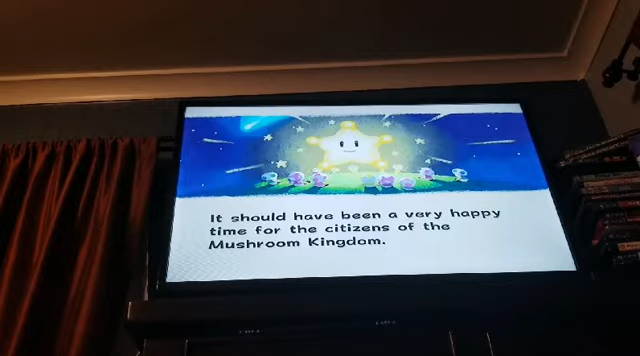 It should have been a very happy
time for the citizens of the
Mushroom Kingdom.